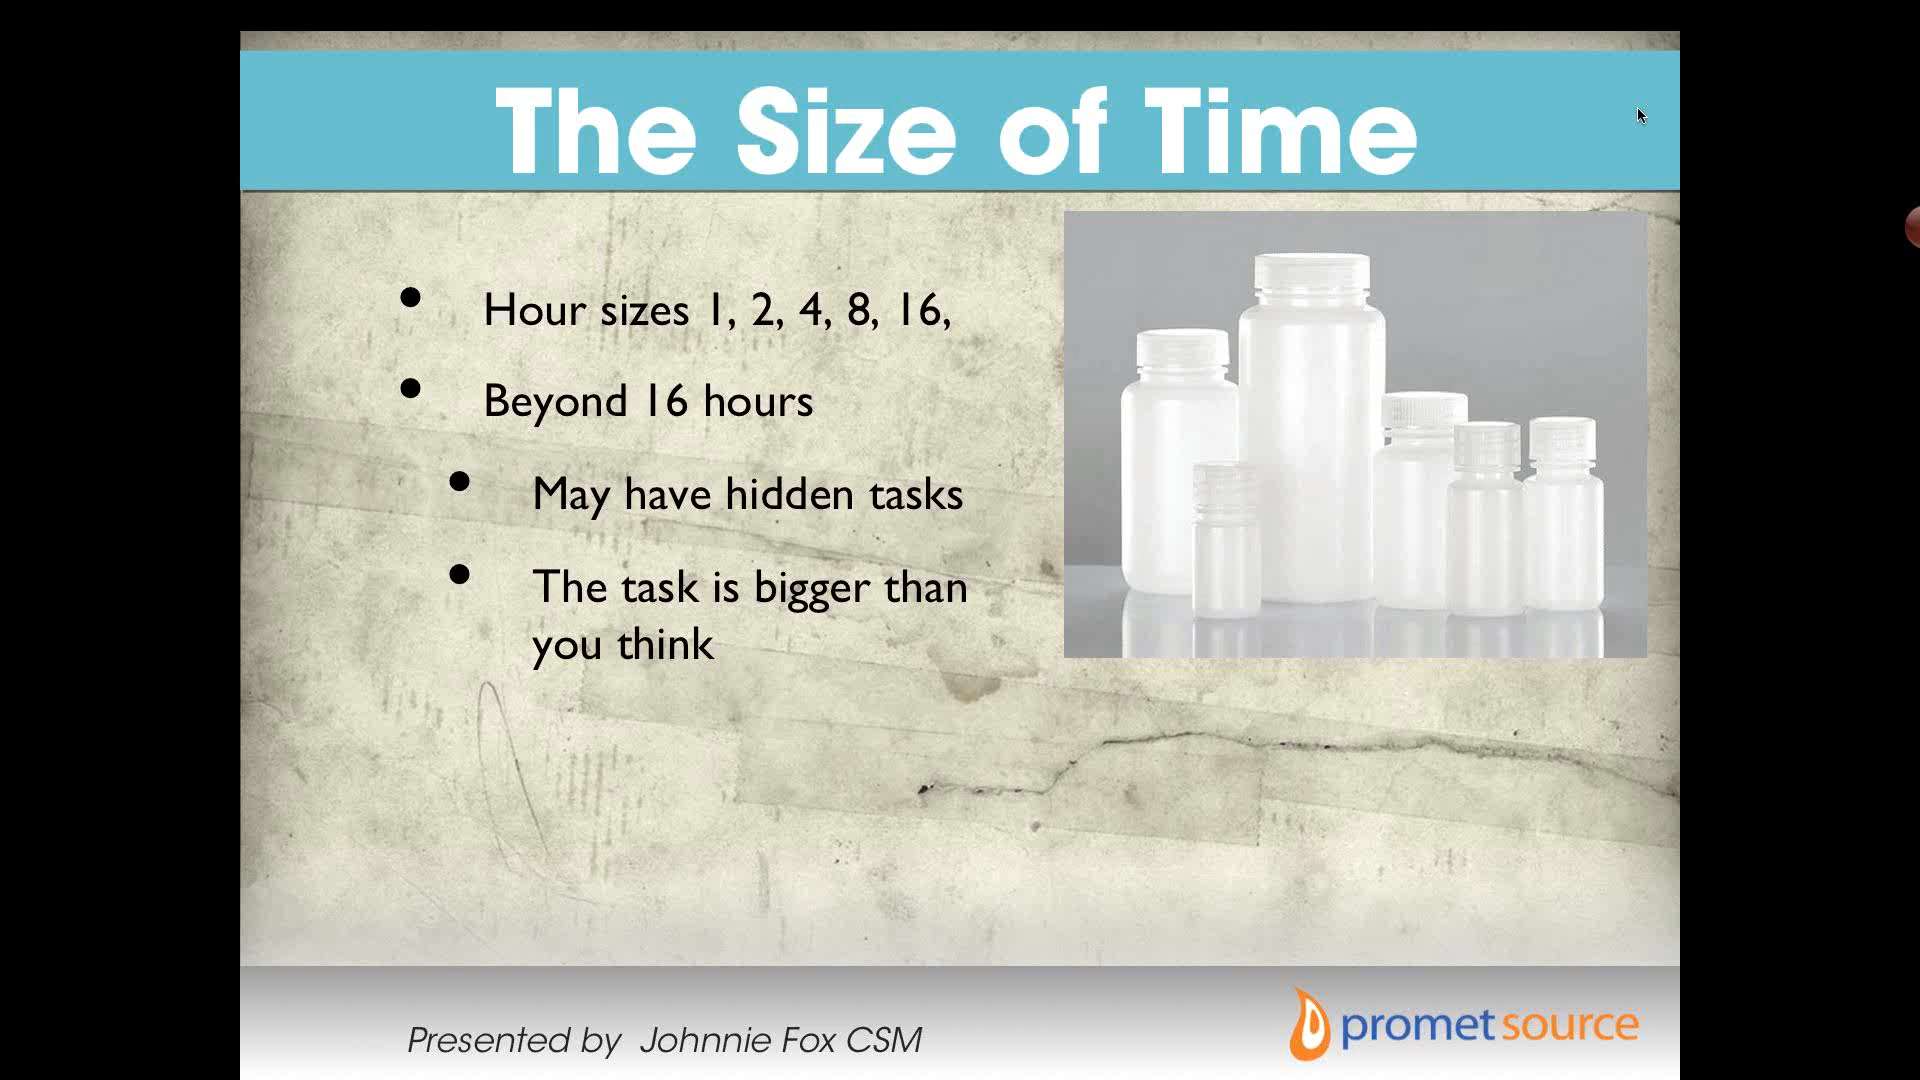 The Size of Time
• Hour sizes 1, 2, 4, 8, 16,
• Beyond 16 hours
• May have hidden tasks
• The task is bigger than
you think
Presented by Johnnie Fox CSM
promet source